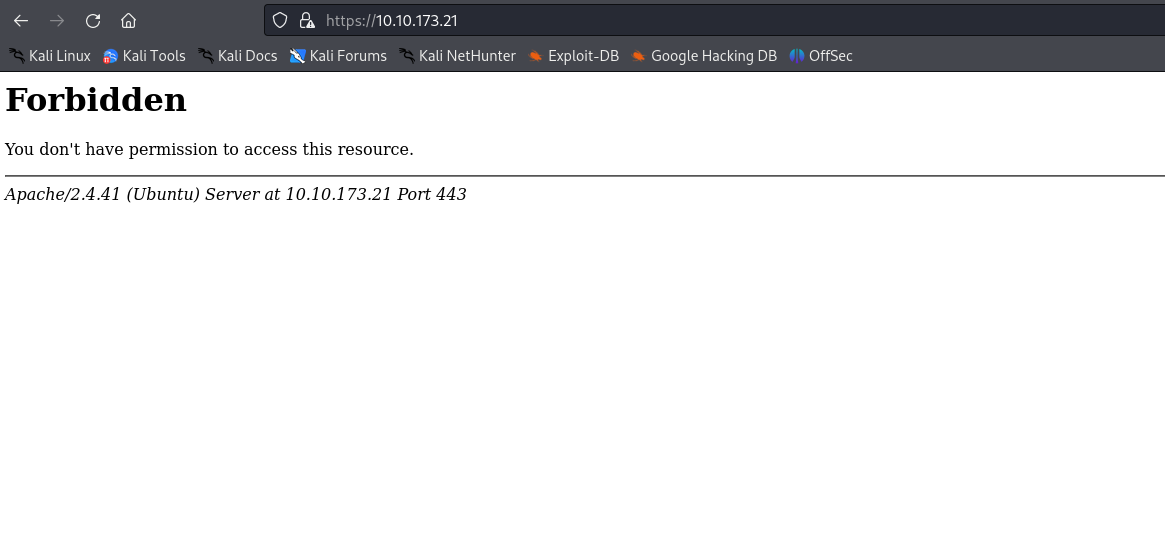 https://10.10.173.21
Kali Linux Kali Tools Kali Docs Kali Forums Kali NetHunter Exploit-DB Google Hacking DB OffSec
Forbidden
You don't have permission to access this resource.
Apache/2.4.41 (Ubuntu) Server at 10.10.173.21 Port 443